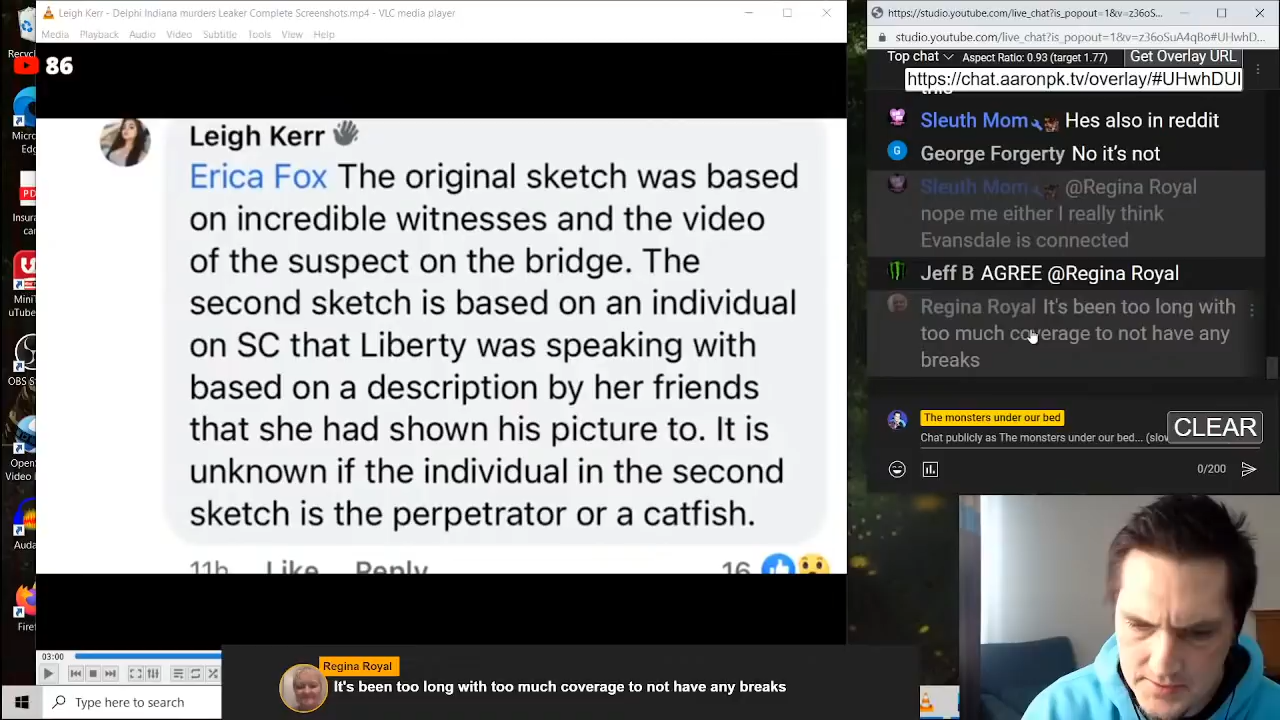 Leigh Kerr - Delphi Indiana murders Leaker Complete Screenshots.mp4 - VLC media player
Media Playback Audio Video Subtitle Tools View Help
86
Leigh Kerr
Erica Fox The original sketch was based
on incredible witnesses and the video
of the suspect on the bridge. The
second sketch is based on an individual
on SC that Liberty was speaking with
based on a description by her friends
that she had shown his picture to. It is
unknown if the individual in the second
sketch is the perpetrator or a catfish.
11h Like Reply 16
03:00
Type here to search
https://studio.youtube.com/live_chat?is_popout=1&v=z36oS...
studio.youtube.com/live_chat?is_popout=1&v=z36oSuA4qBo#UHwhD...
Top chat Aspect Ratio: 0.93 (target 1.77) Get Overlay URL
https://chat.aaronpk.tv/overlay/#UHwhDUI
Sleuth Mom Hes also in reddit
George Forgerty No it's not
Sleuth Mom @Regina Royal
nope me either I really think
Evansdale is connected
Jeff B AGREE @Regina Royal
Regina Royal It's been too long with
too much coverage to not have any
breaks
The monsters under our bed
Chat publicly as The monsters under our bed... (slow
CLEAR
0/200
Regina Royal
It's been too long with too much coverage to not have any breaks